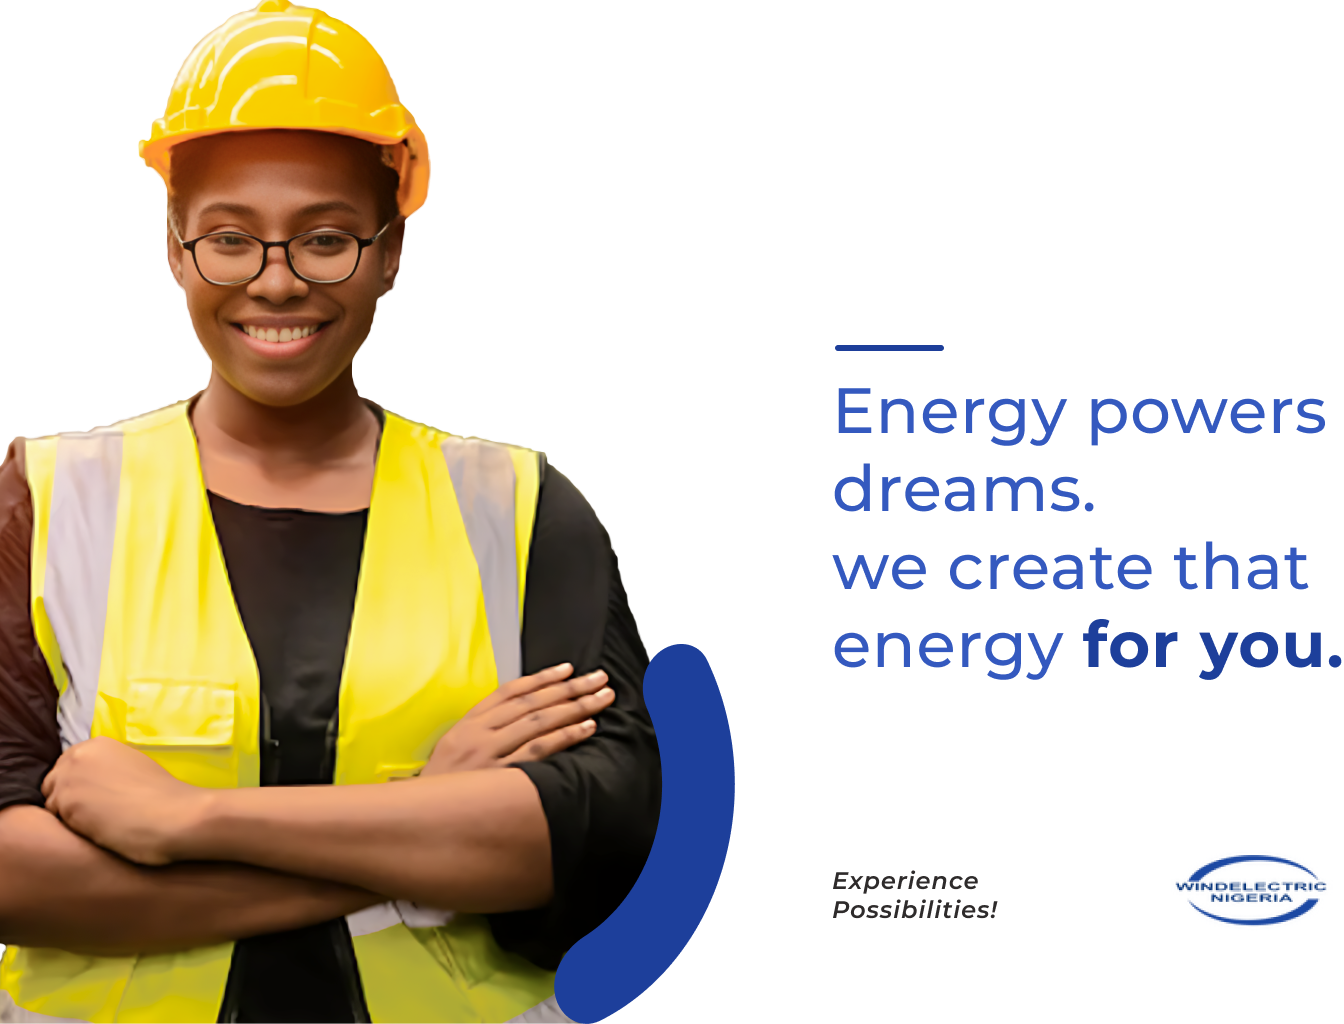 Energy powers
dreams.
we create that
energy for you.
Experience
Possibilities!
WINDELECTRIC
NIGERIA